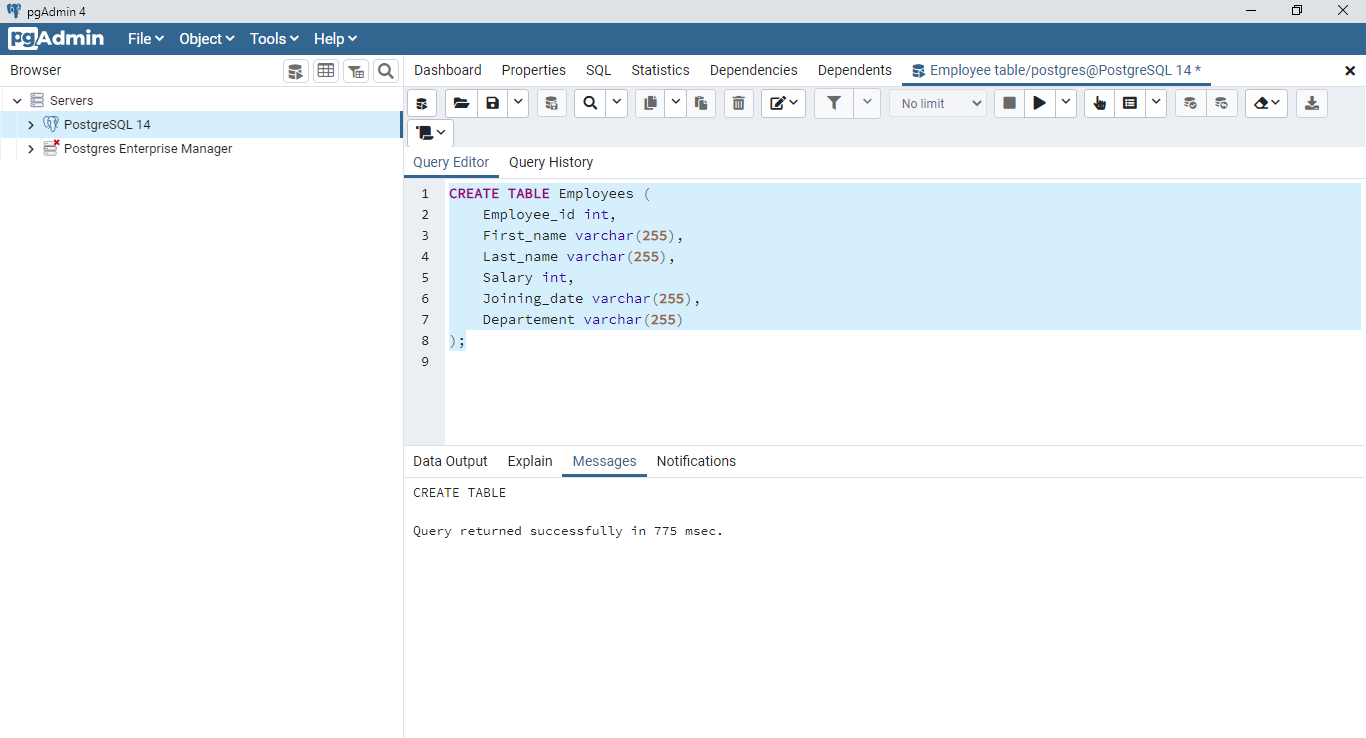 pgAdmin 4
pgAdmin File Object Tools Help
Browser
Servers
PostgreSQL 14
Postgres Enterprise Manager
Dashboard Properties SQL Statistics Dependencies Dependents Employee table/postgres@PostgreSQL 14 *
No limit
Query Editor Query History
1 CREATE TABLE Employees (
2 Employee_id int,
3 First_name varchar(255),
4 Last_name varchar(255),
5 Salary int,
6 Joining_date varchar(255),
7 Departement varchar(255)
8 );
9
Data Output Explain Messages Notifications
CREATE TABLE
Query returned successfully in 775 msec.